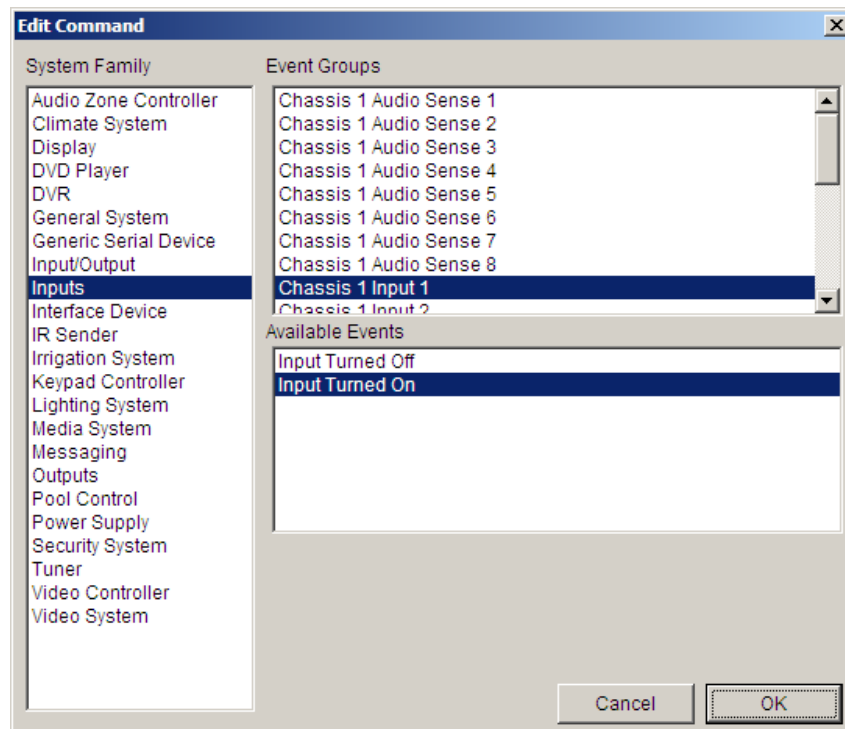 Edit Command
System Family
Audio Zone Controller
Climate System
Display
DVD Player
DVR
General System
Generic Serial Device
Input/Output
Inputs
Interface Device
IR Sender
Irrigation System
Keypad Controller
Lighting System
Media System
Messaging
Outputs
Pool Control
Power Supply
Security System
Tuner
Video Controller
Video System
Event Groups
Chassis 1 Audio Sense 1
Chassis 1 Audio Sense 2
Chassis 1 Audio Sense 3
Chassis 1 Audio Sense 4
Chassis 1 Audio Sense 5
Chassis 1 Audio Sense 6
Chassis 1 Audio Sense 7
Chassis 1 Audio Sense 8
Chassis 1 Input 1
Chassis 1 Input 2
Available Events
Input Turned Off
Input Turned On
Cancel
OK